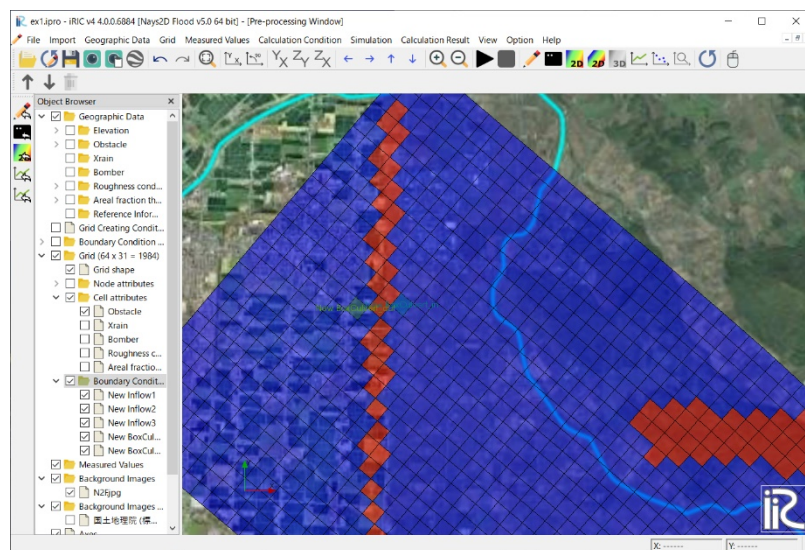 ex1.ipro - iRIC v4 4.0.0.6884 [Nays2D Flood v5.0 64 bit] - [Pre-processing Window]
File Import Geographic Data Grid Measured Values Calculation Condition Simulation Calculation Result View Option Help
Object Browser
Geographic Data
Elevation
Obstacle
Xrain
Bomber
Roughness cond...
Areal fraction th...
Reference Infor...
Grid Creating Condit...
Boundary Condition ...
Grid (64 x 31 = 1984)
Grid shape
Node attributes
Cell attributes
Obstacle
Xrain
Bomber
Roughness c...
Areal fractio...
Boundary Condit...
New Inflow1
New Inflow2
New Inflow3
New BoxCul...
New BoxCul...
Measured Values
Background Images
N2F.jpg
Background Images ...
国土地理院 (標...
Axes
iRiC
X: ------
Y: ------